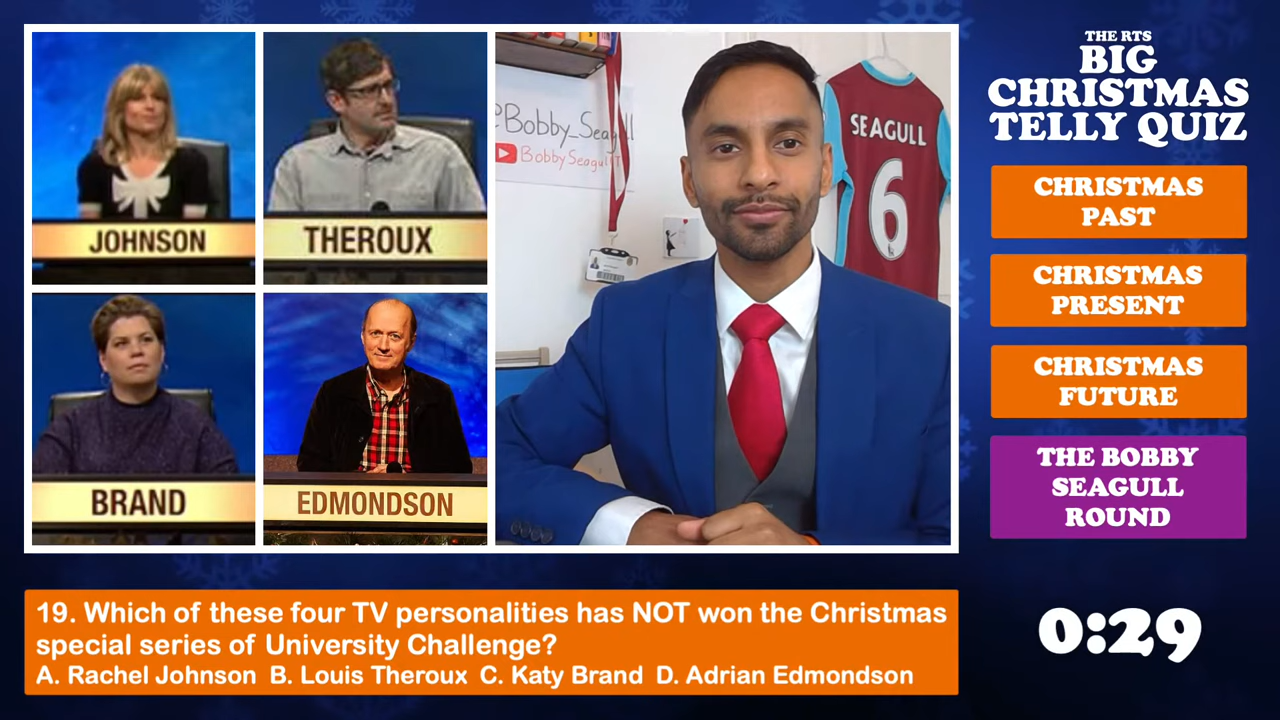 JOHNSON
THEROUX
BRAND
EDMONDSON
@Bobby_Seagull
BobbySeagull
SEAGULL
6
THE RTS
BIG
CHRISTMAS
TELLY QUIZ
CHRISTMAS
PAST
CHRISTMAS
PRESENT
CHRISTMAS
FUTURE
THE BOBBY
SEAGULL
ROUND
19. Which of these four TV personalities has NOT won the Christmas
special series of University Challenge?
A. Rachel Johnson B. Louis Theroux C. Katy Brand D. Adrian Edmondson
0:29